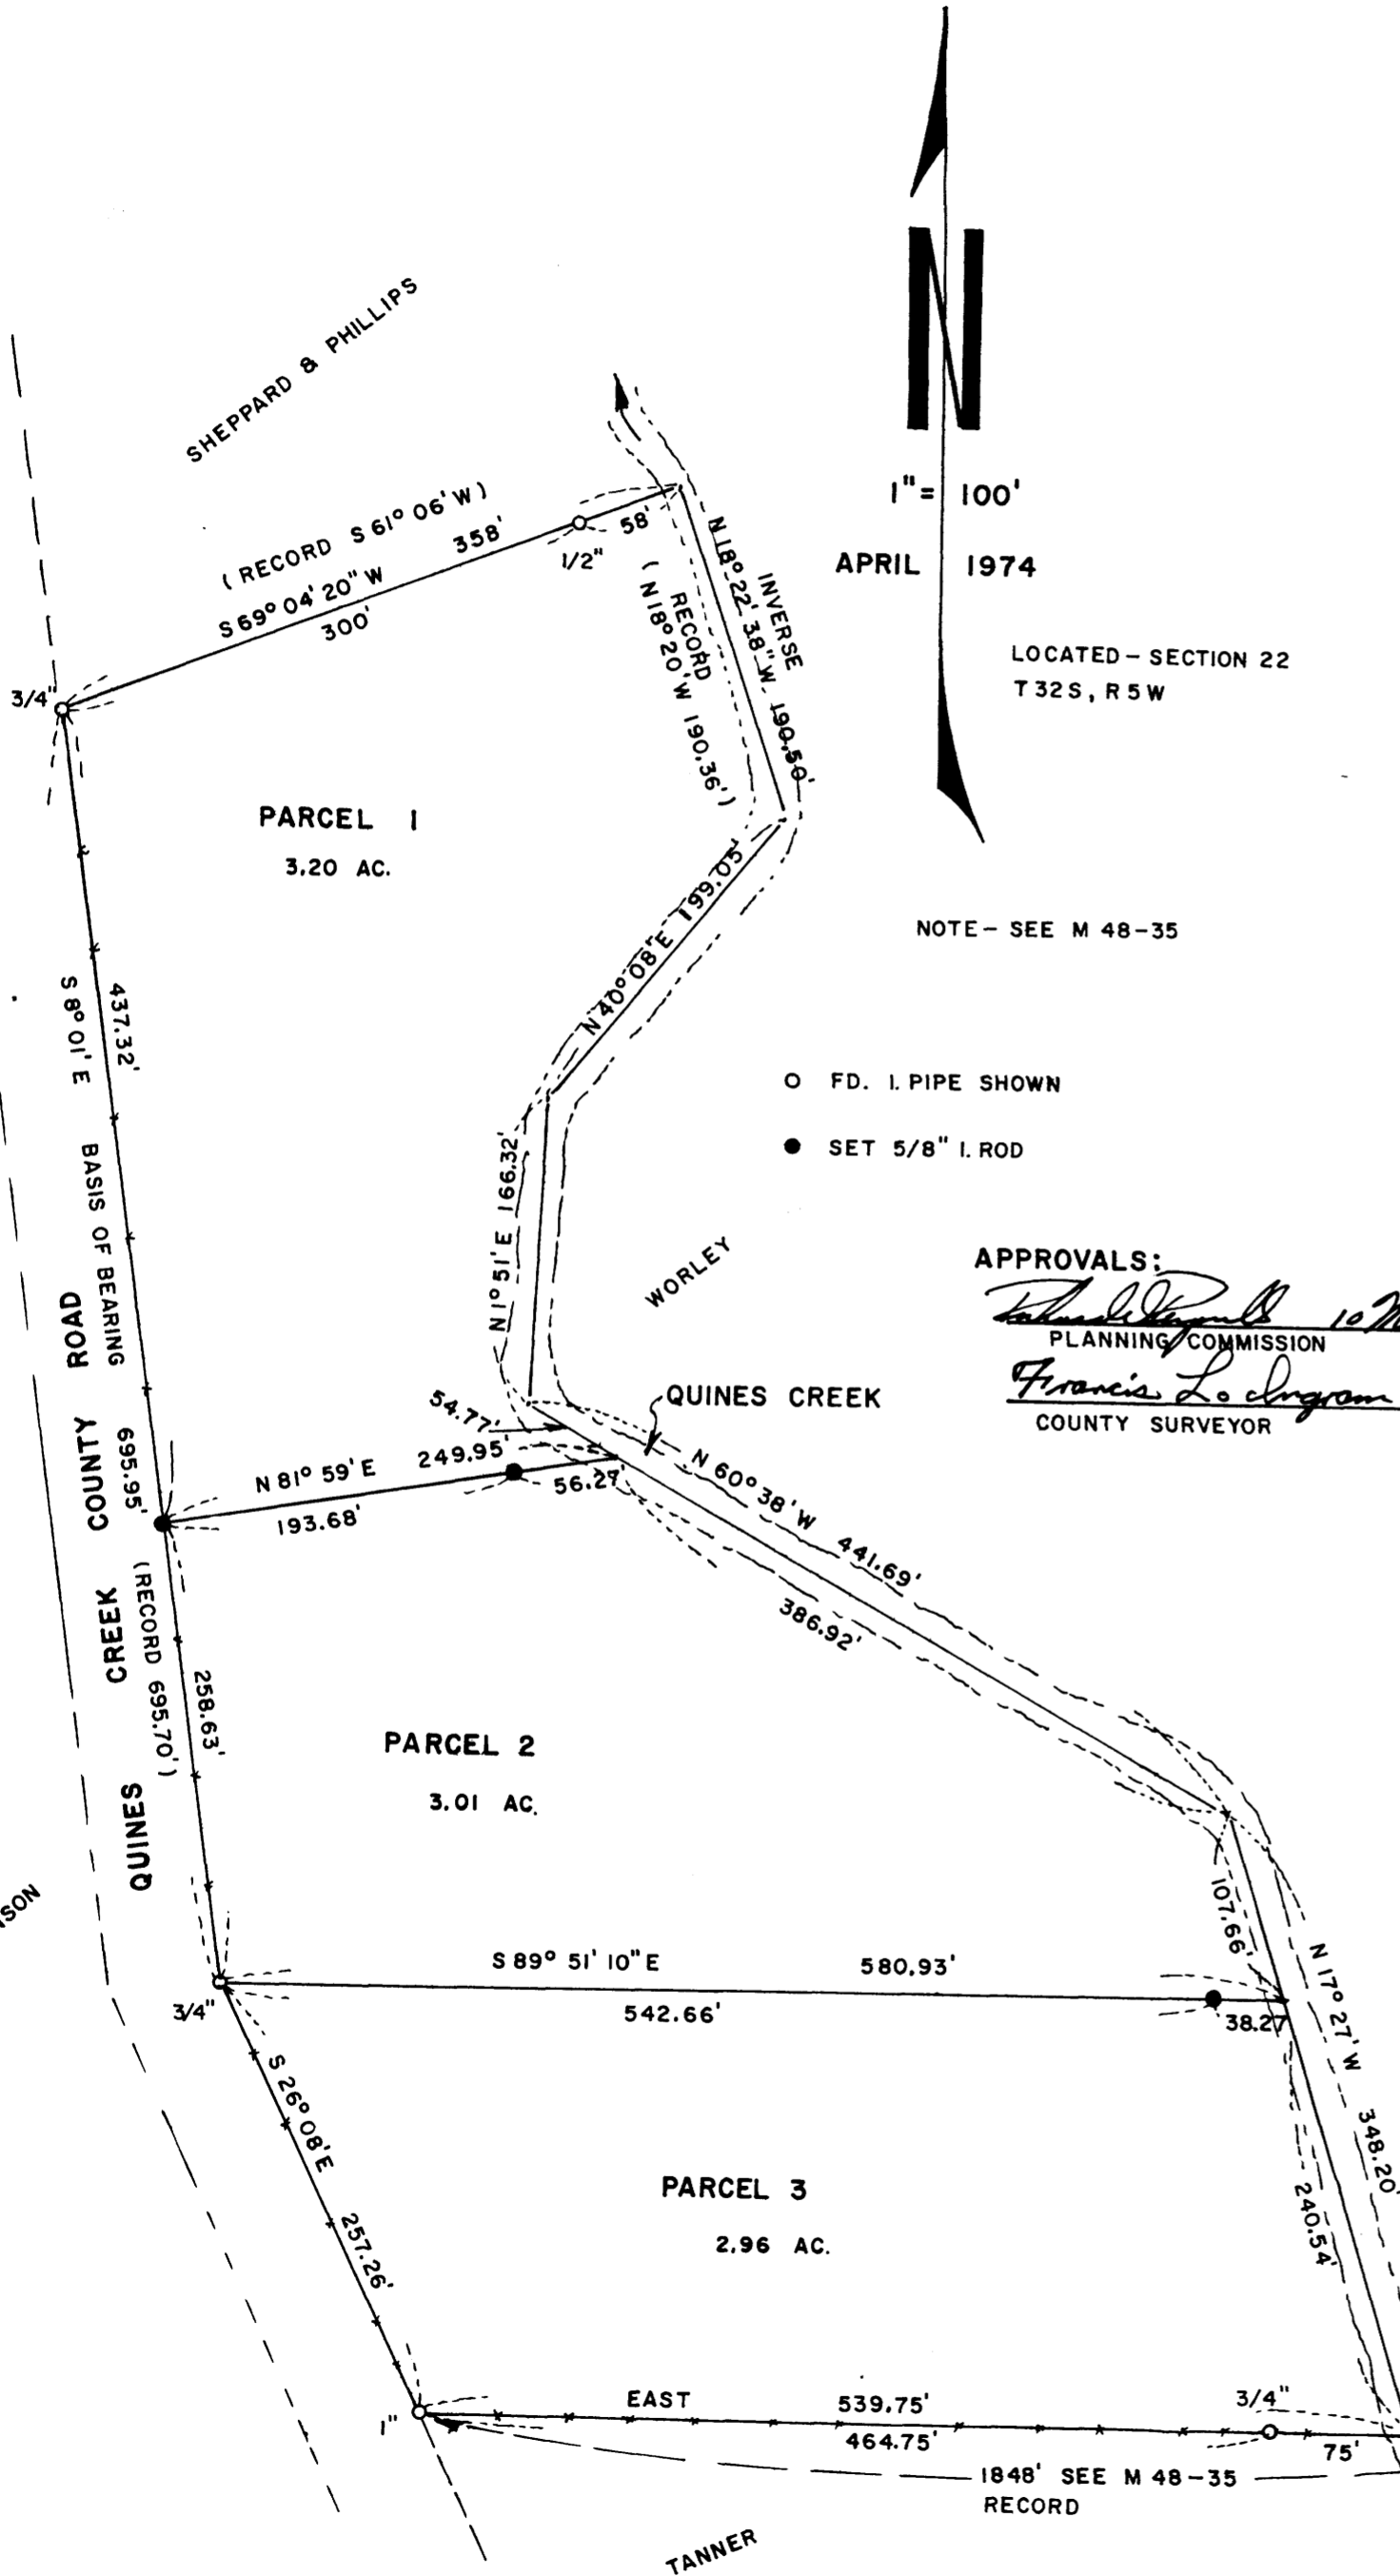 N
1" = 100'
APRIL 1974
LOCATED – SECTION 22
T 32 S, R 5 W
NOTE – SEE M 48-35
O FD. I. PIPE SHOWN
● SET 5/8" I. ROD
APPROVALS:
10
PLANNING COMMISSION
Francis L. Ingram
COUNTY SURVEYOR
SHEPPARD & PHILLIPS
(RECORD S 61° 06' W)
358'
S 69° 04' 20" W
300'
58'
1/2"
3/4"
INVERSE
N 18° 22' 38" W 190.50'
RECORD
(N 18° 20' W 190.36')
PARCEL 1
3.20 AC.
N 40° 08' E 199.05'
437.32'
S 8° 01' E BASIS OF BEARING 695.95'
(RECORD 695.70')
QUINES CREEK COUNTY ROAD
N 1° 51' E 166.32'
WORLEY
QUINES CREEK
54.77'
N 81° 59' E 249.95'
193.68'
56.27'
N 60° 38' W 441.69'
386.92'
258.63'
PARCEL 2
3.01 AC.
SON
107.66'
S 89° 51' 10" E 580.93'
542.66'
38.27
3/4"
N 17° 27' W 348.20'
240.54'
S 26° 08' E 257.26'
PARCEL 3
2.96 AC.
1"
EAST 539.75'
464.75'
3/4"
75'
1848' SEE M 48-35
RECORD
TANNER